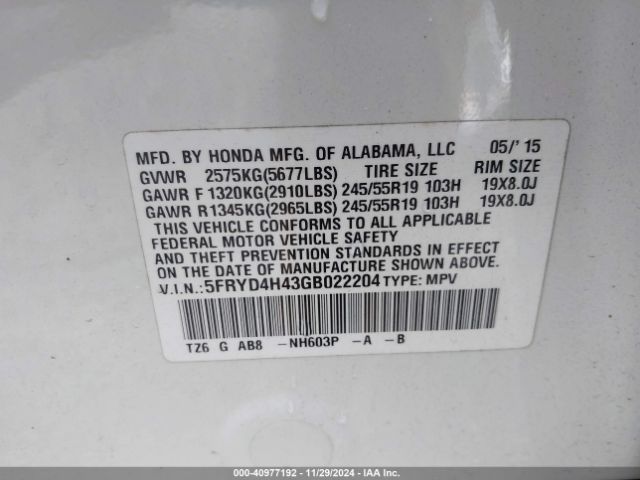 MFD. BY HONDA MFG. OF ALABAMA, LLC 05/'15
GVWR 2575KG(5677LBS) TIRE SIZE RIM SIZE
GAWR F 1320KG(2910LBS) 245/55R19 103H 19X8.0J
GAWR R 1345KG(2965LBS) 245/55R19 103H 19X8.0J
THIS VEHICLE CONFORMS TO ALL APPLICABLE
FEDERAL MOTOR VEHICLE SAFETY
AND THEFT PREVENTION STANDARDS IN EFFECT
ON THE DATE OF MANUFACTURE SHOWN ABOVE.
V.I.N.: 5FRYD4H43GB022204 TYPE: MPV
TZ6 G AB8 -NH603P -A -B
000-40977192 - 11/29/2024 - IAAI.COM